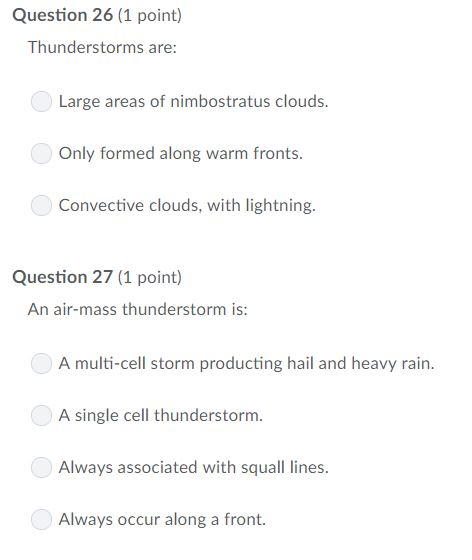 Question 26 (1 point)
Thunderstorms are:
Large areas of nimbostratus clouds.
Only formed along warm fronts.
Convective clouds, with lightning.
Question 27 (1 point)
An air-mass thunderstorm is:
A multi-cell storm producting hail and heavy rain.
A single cell thunderstorm.
Always associated with squall lines.
Always occur along a front.